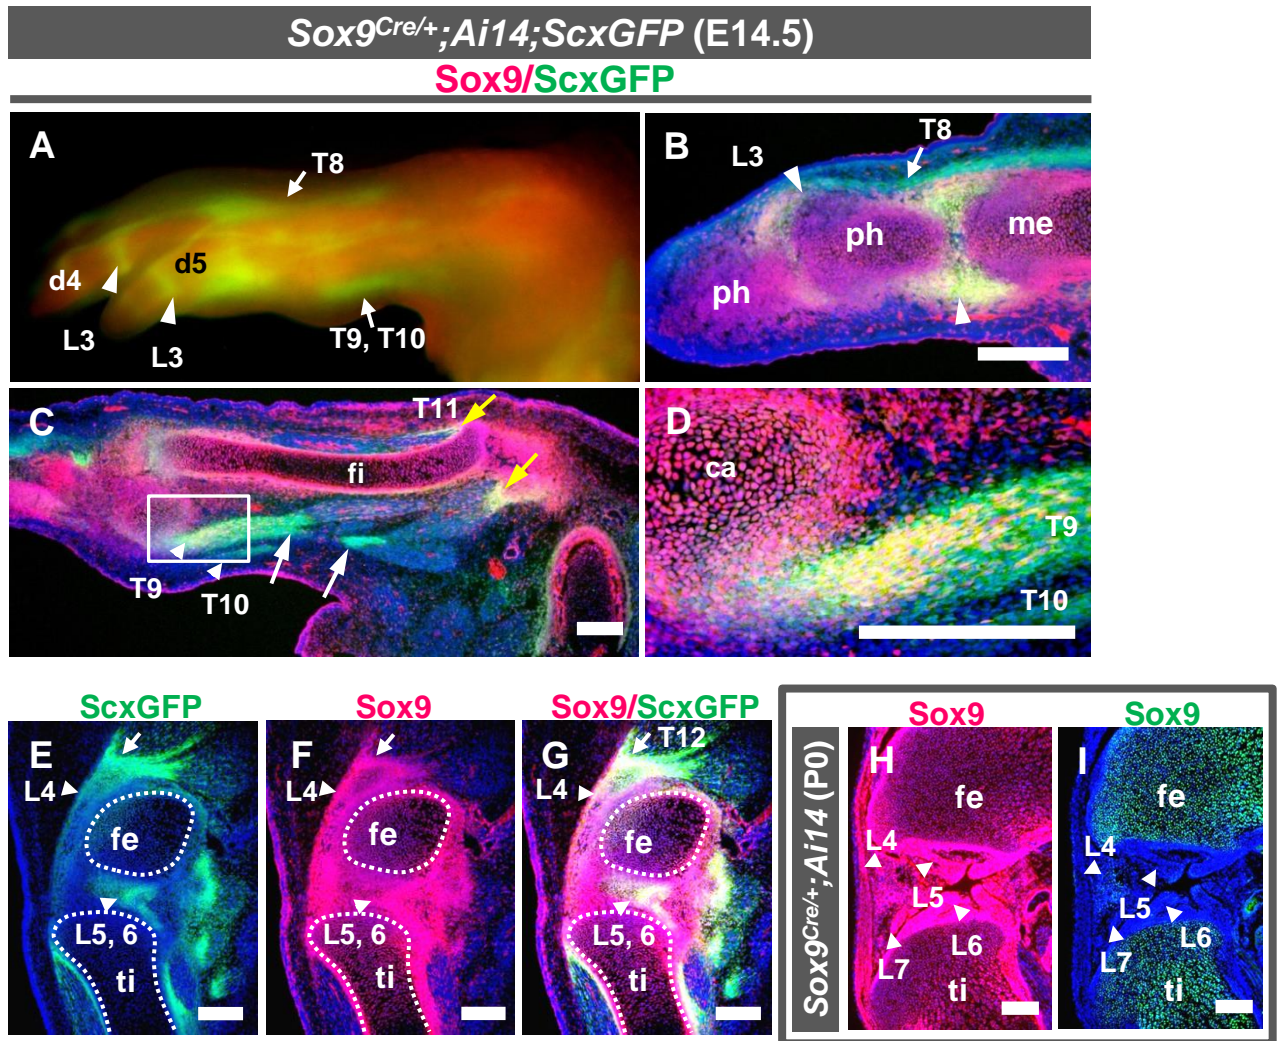 Sox9Cre/+;Ai14;ScxGFP (E14.5)
Sox9/ScxGFP
A
T8
d4
d5
L3
L3
T9, T10
B
L3
T8
ph
ph
me
C
T11
fi
T9
T10
D
ca
T9
T10
ScxGFP
E
L4
fe
L5, 6
ti
Sox9
F
L4
fe
L5, 6
ti
Sox9/ScxGFP
G
T12
L4
fe
L5, 6
ti
Sox9Cre/+;Ai14 (P0)
Sox9
H
fe
L4
L5
L6
L7
ti
Sox9
I
fe
L4
L5
L6
L7
ti